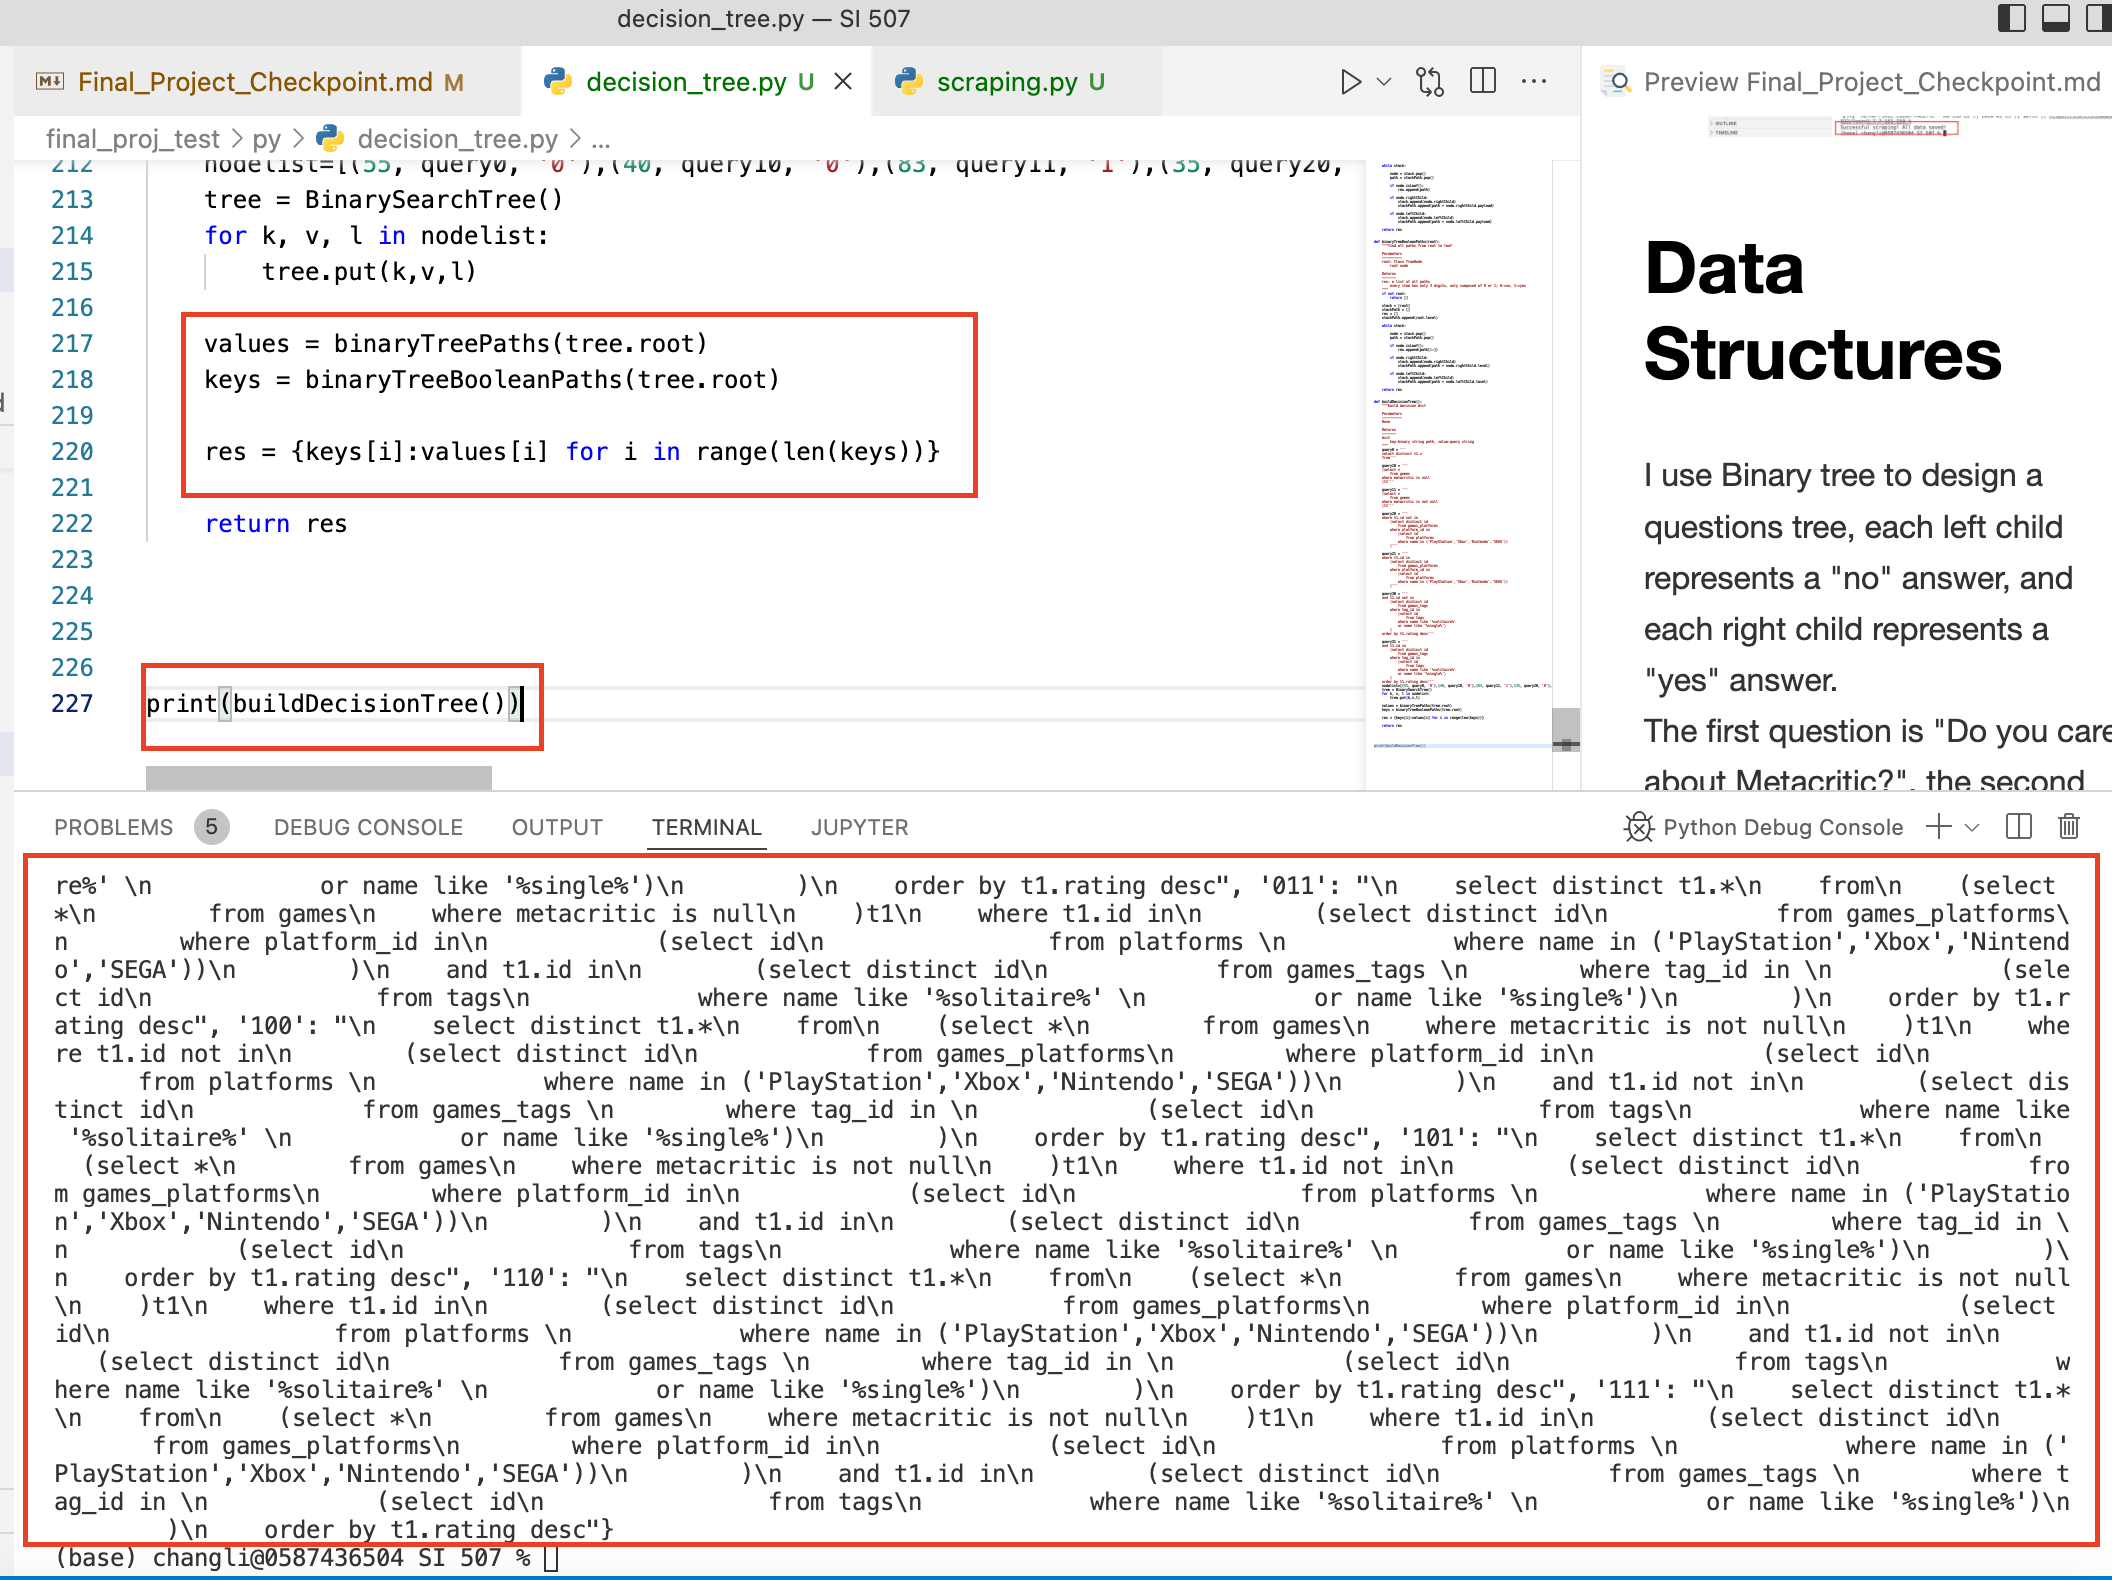 decision_tree.py — SI 507
Final_Project_Checkpoint.md M
decision_tree.py U
scraping.py U
Preview Final_Project_Checkpoint.md
final_proj_test > py > decision_tree.py > ...
212 nodelist=[(55, query0, '0'),(40, query10, '0'),(83, query11, '1'),(35, query20,
213 tree = BinarySearchTree()
214 for k, v, l in nodelist:
215 tree.put(k,v,l)
216
217 values = binaryTreePaths(tree.root)
218 keys = binaryTreeBooleanPaths(tree.root)
219
220 res = {keys[i]:values[i] for i in range(len(keys))}
221
222 return res
223
224
225
226
227 print(buildDecisionTree())
Successful scraping! All data saved!
Data
Structures
I use Binary tree to design a
questions tree, each left child
represents a "no" answer, and
each right child represents a
"yes" answer.
The first question is "Do you care
about Metacritic?", the second
PROBLEMS 5 DEBUG CONSOLE OUTPUT TERMINAL JUPYTER Python Debug Console
re%' \n or name like '%single%')\n )\n order by t1.rating desc", '011': "\n select distinct t1.*\n from\n (select
*\n from games\n where metacritic is null\n )t1\n where t1.id in\n (select distinct id\n from games_platforms\
n where platform_id in\n (select id\n from platforms \n where name in ('PlayStation','Xbox','Nintend
o','SEGA'))\n )\n and t1.id in\n (select distinct id\n from games_tags \n where tag_id in \n (sele
ct id\n from tags\n where name like '%solitaire%' \n or name like '%single%')\n )\n order by t1.r
ating desc", '100': "\n select distinct t1.*\n from\n (select *\n from games\n where metacritic is not null\n )t1\n whe
re t1.id not in\n (select distinct id\n from games_platforms\n where platform_id in\n (select id\n
from platforms \n where name in ('PlayStation','Xbox','Nintendo','SEGA'))\n )\n and t1.id not in\n (select dis
tinct id\n from games_tags \n where tag_id in \n (select id\n from tags\n where name like
'%solitaire%' \n or name like '%single%')\n )\n order by t1.rating desc", '101': "\n select distinct t1.*\n from\n
(select *\n from games\n where metacritic is not null\n )t1\n where t1.id not in\n (select distinct id\n fro
m games_platforms\n where platform_id in\n (select id\n from platforms \n where name in ('PlayStatio
n','Xbox','Nintendo','SEGA'))\n )\n and t1.id in\n (select distinct id\n from games_tags \n where tag_id in \
n (select id\n from tags\n where name like '%solitaire%' \n or name like '%single%')\n )\
n order by t1.rating desc", '110': "\n select distinct t1.*\n from\n (select *\n from games\n where metacritic is not null
\n )t1\n where t1.id in\n (select distinct id\n from games_platforms\n where platform_id in\n (select
id\n from platforms \n where name in ('PlayStation','Xbox','Nintendo','SEGA'))\n )\n and t1.id not in\n
(select distinct id\n from games_tags \n where tag_id in \n (select id\n from tags\n w
here name like '%solitaire%' \n or name like '%single%')\n )\n order by t1.rating desc", '111': "\n select distinct t1.*
\n from\n (select *\n from games\n where metacritic is not null\n )t1\n where t1.id in\n (select distinct id\n
from games_platforms\n where platform_id in\n (select id\n from platforms \n where name in ('
PlayStation','Xbox','Nintendo','SEGA'))\n )\n and t1.id in\n (select distinct id\n from games_tags \n where t
ag_id in \n (select id\n from tags\n where name like '%solitaire%' \n or name like '%single%')\n
)\n order by t1.rating desc"}
(base) changli@0587436504 SI 507 %